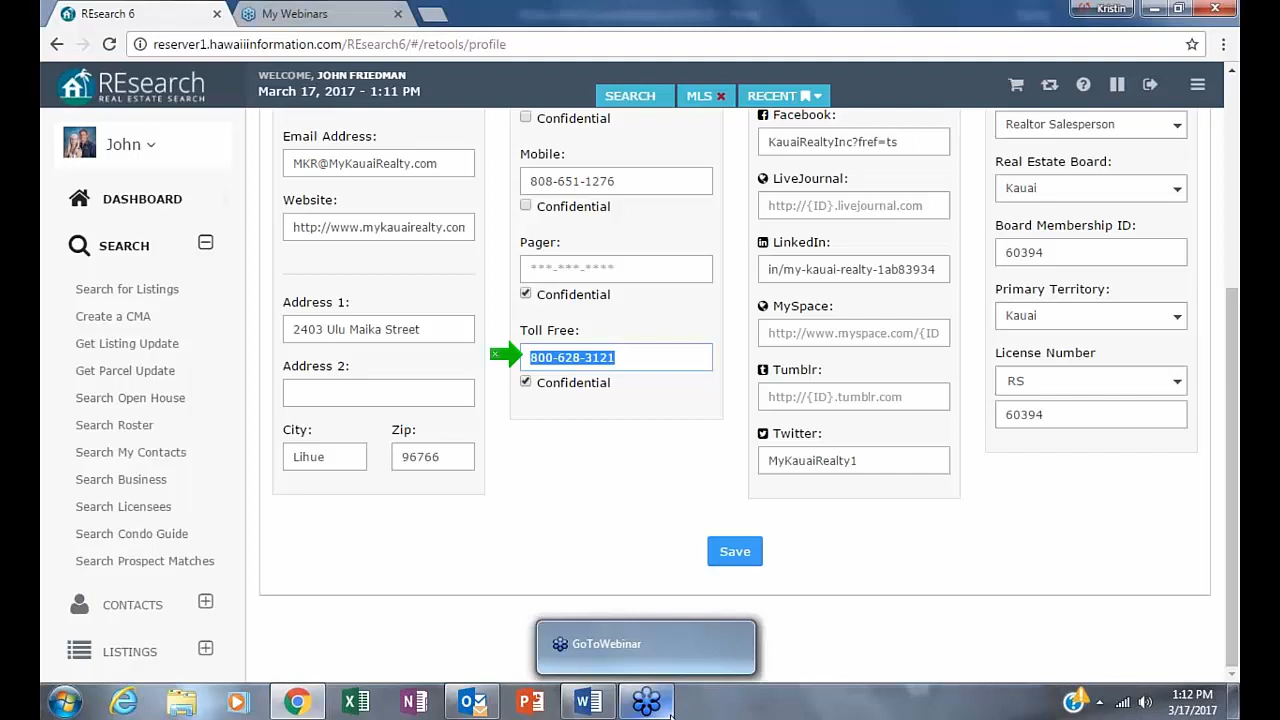 REsearch 6
My Webinars
Kristin
reserver1.hawaiiinformation.com/REsearch6/#/retools/profile
REsearch
REAL ESTATE SEARCH
WELCOME, JOHN FRIEDMAN
March 17, 2017 - 1:11 PM
SEARCH
MLS
RECENT
John
DASHBOARD
SEARCH
Search for Listings
Create a CMA
Get Listing Update
Get Parcel Update
Search Open House
Search Roster
Search My Contacts
Search Business
Search Licensees
Search Condo Guide
Search Prospect Matches
CONTACTS
LISTINGS
Email Address:
MKR@MyKauaiRealty.com
Website:
http://www.mykauairealty.con
Address 1:
2403 Ulu Maika Street
Address 2:
City:
Zip:
Lihue
96766
Confidential
Mobile:
808-651-1276
Confidential
Pager:
***-***-****
Confidential
Toll Free:
800-628-3121
Confidential
Facebook:
KauaiRealtyInc?fref=ts
LiveJournal:
http://{ID}.livejournal.com
LinkedIn:
in/my-kauai-realty-1ab83934
MySpace:
http://www.myspace.com/{ID
Tumblr:
http://{ID}.tumblr.com
Twitter:
MyKauaiRealty1
Realtor Salesperson
Real Estate Board:
Kauai
Board Membership ID:
60394
Primary Territory:
Kauai
License Number
RS
60394
Save
GoToWebinar
1:12 PM
3/17/2017